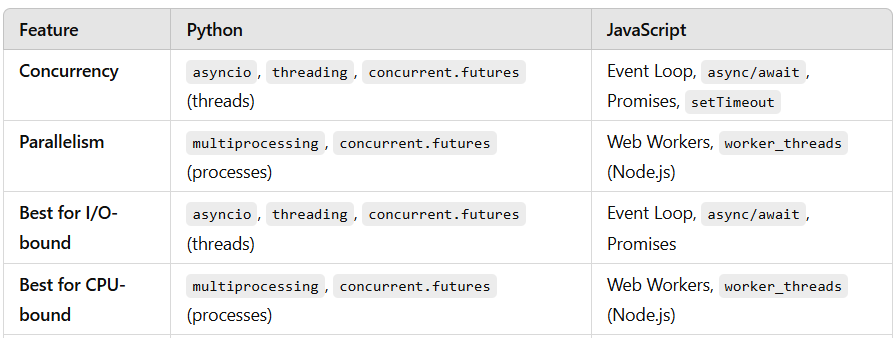 Feature Python JavaScript
Concurrency asyncio, threading, concurrent.futures Event Loop, async/await,
(threads) Promises, setTimeout
Parallelism multiprocessing, concurrent.futures Web Workers, worker_threads
(processes) (Node.js)
Best for I/O- asyncio, threading, concurrent.futures Event Loop, async/await,
bound (threads) Promises
Best for CPU- multiprocessing, concurrent.futures Web Workers, worker_threads
bound (processes) (Node.js)